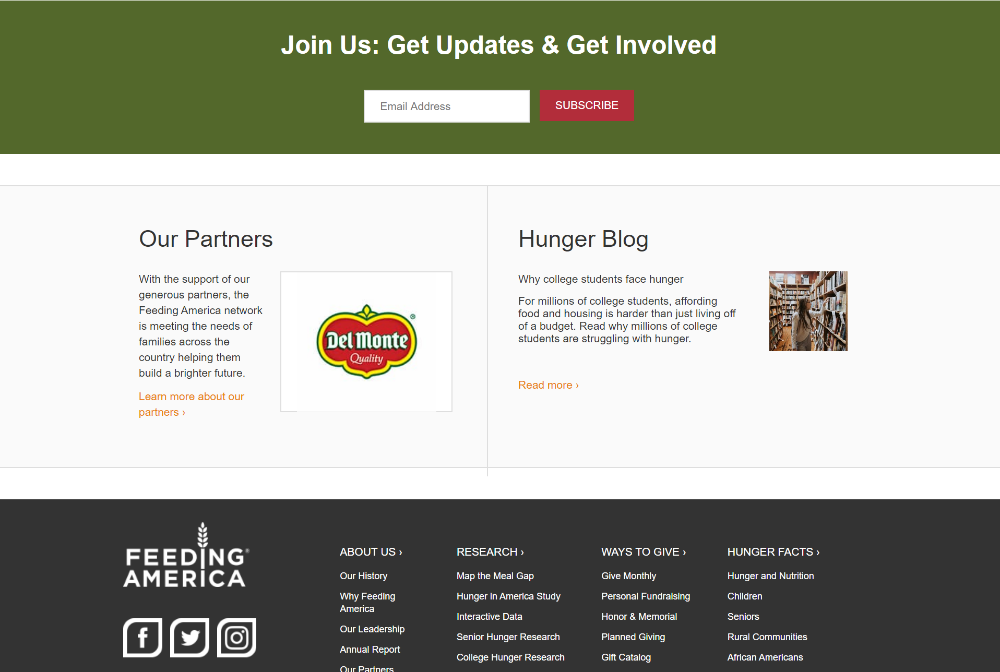 Join Us: Get Updates & Get Involved
Email Address
SUBSCRIBE
Our Partners
With the support of our
generous partners, the
Feeding America network
is meeting the needs of
families across the
country helping them
build a brighter future.
Learn more about our
partners ›
Del Monte
®
Quality
Hunger Blog
Why college students face hunger
For millions of college students, affording
food and housing is harder than just living off
of a budget. Read why millions of college
students are struggling with hunger.
Read more ›
FEEDING®
AMERICA
ABOUT US ›
Our History
Why Feeding
America
Our Leadership
Annual Report
Our Partners
RESEARCH ›
Map the Meal Gap
Hunger in America Study
Interactive Data
Senior Hunger Research
College Hunger Research
WAYS TO GIVE ›
Give Monthly
Personal Fundraising
Honor & Memorial
Planned Giving
Gift Catalog
HUNGER FACTS ›
Hunger and Nutrition
Children
Seniors
Rural Communities
African Americans